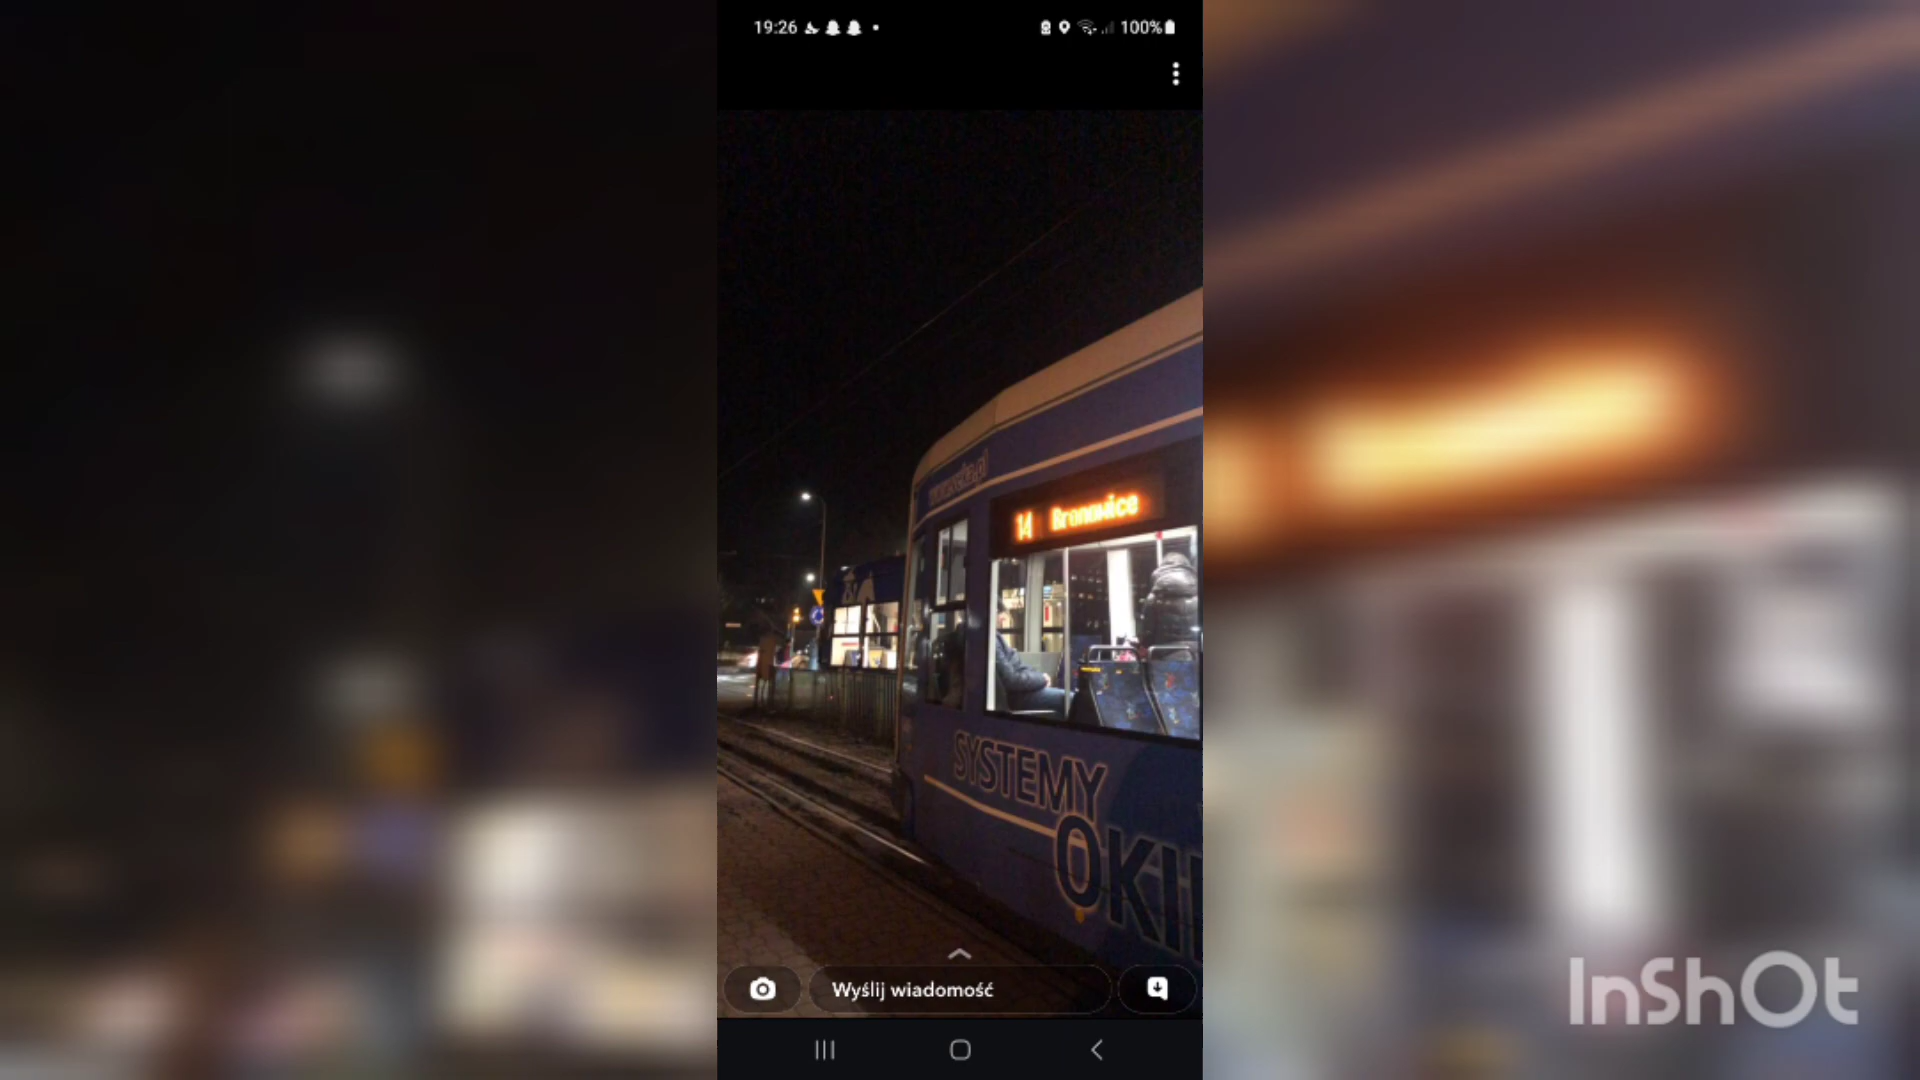 19:26
100%
14 Bronowice
SYSTEMY
OKI
Wyślij wiadomość
InShOt